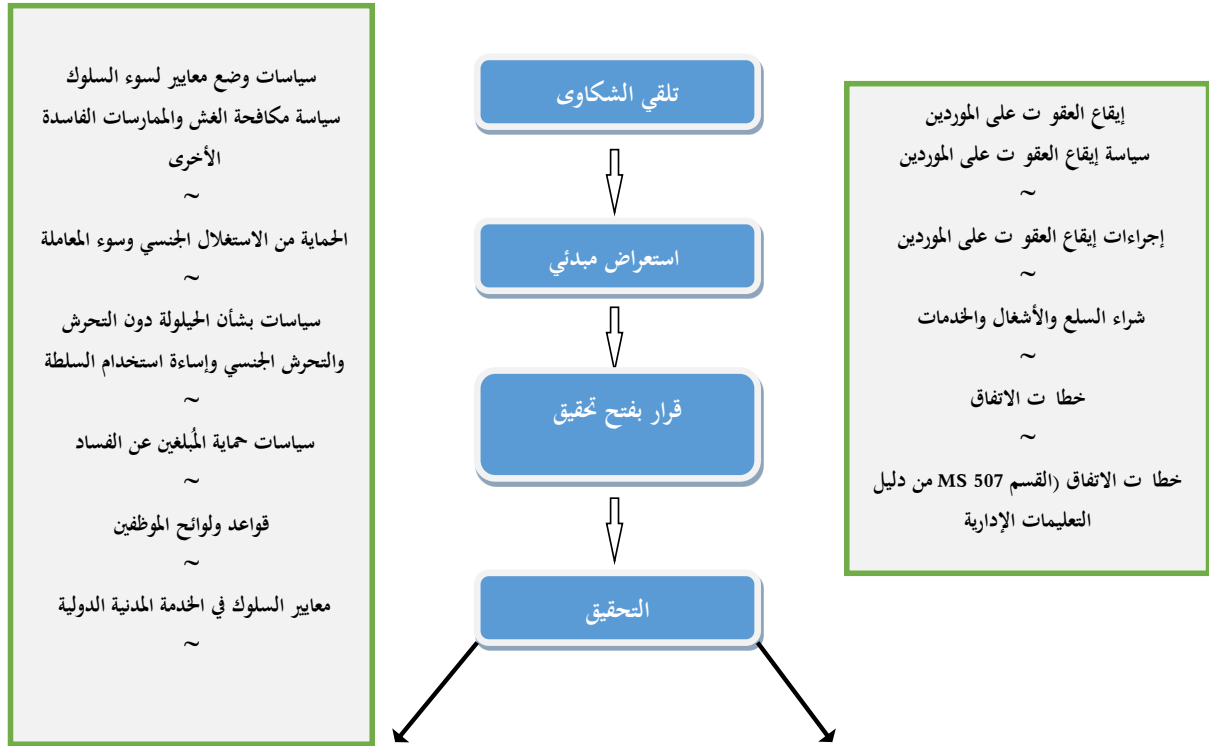 إيقاع العقو ت على الموردين
سياسة إيقاع العقو ت على الموردين
~
إجراءات إيقاع العقو ت على الموردين
~
شراء السلع والأشغال والخدمات
~
خطا ت الاتفاق
~
خطا ت الاتفاق (القسم MS 507 من دليل
التعليمات الإدارية
تلقي الشكاوى
استعراض مبدئي
قرار بفتح تحقيق
التحقيق
سياسات وضع معايير لسوء السلوك
سياسة مكافحة الغش والممارسات الفاسدة
الأخرى
~
الحماية من الاستغلال الجنسي وسوء المعاملة
~
سياسات بشأن الحيلولة دون التحرش
والتحرش الجنسي وإساءة استخدام السلطة
~
سياسات حماية المُبلغين عن الفساد
~
قواعد ولوائح الموظفين
~
معايير السلوك في الخدمة المدنية الدولية
~